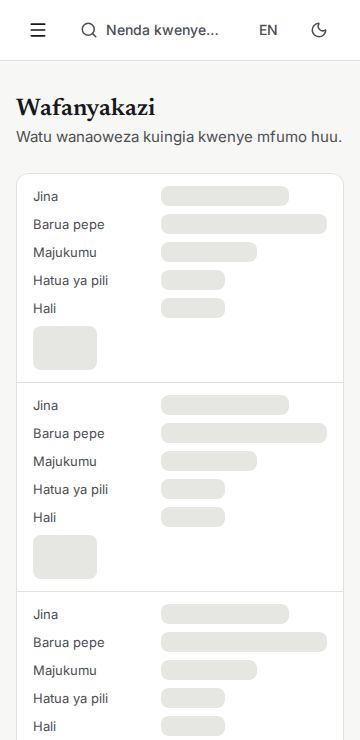 Nenda kwenye...
EN
Wafanyakazi
Watu wanaoweza kuingia kwenye mfumo huu.
Jina
Barua pepe
Majukumu
Hatua ya pili
Hali
Jina
Barua pepe
Majukumu
Hatua ya pili
Hali
Jina
Barua pepe
Majukumu
Hatua ya pili
Hali